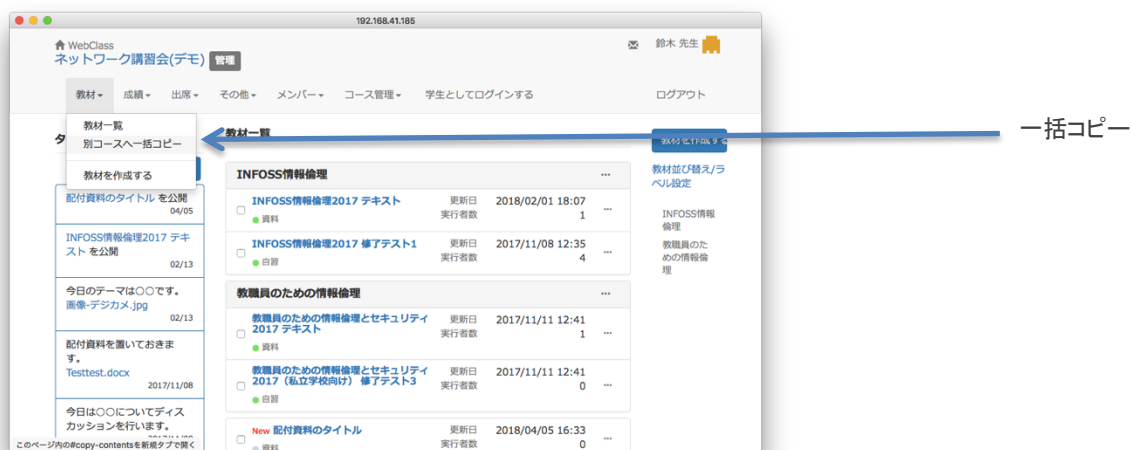 192.168.41.185
WebClass
ネットワーク講習会(デモ) 管理
鈴木 先生
教材 成績 出席 その他 メンバー コース管理 学生としてログインする ログアウト
教材一覧
別コースへ一括コピー
教材を作成する
タ
配付資料のタイトル を公開
04/05
INFOSS情報倫理2017 テキ
スト を公開
02/13
今日のテーマは○○です。
画像-デジカメ.jpg
02/13
配付資料を置いておきま
す。
Testtest.docx
2017/11/08
今日は○○についてディス
カッションを行います。
このページ内の#copy-contentsを新規タブで開く
教材一覧
INFOSS情報倫理 ...
INFOSS情報倫理2017 テキスト 更新日 2018/02/01 18:07
資料 実行者数 1 ...
INFOSS情報倫理2017 修了テスト1 更新日 2017/11/08 12:35
自習 実行者数 4 ...
教職員のための情報倫理 ...
教職員のための情報倫理とセキュリティ 更新日 2017/11/11 12:41
2017 テキスト 実行者数 1 ...
資料
教職員のための情報倫理とセキュリティ 更新日 2017/11/11 12:41
2017（私立学校向け） 修了テスト3 実行者数 0 ...
自習
New 配付資料のタイトル 更新日 2018/04/05 16:33
資料 実行者数 0 ...
教材を作成する
教材並び替え/ラ
ベル設定
INFOSS情報
倫理
教職員のた
めの情報倫
理
一括コピー